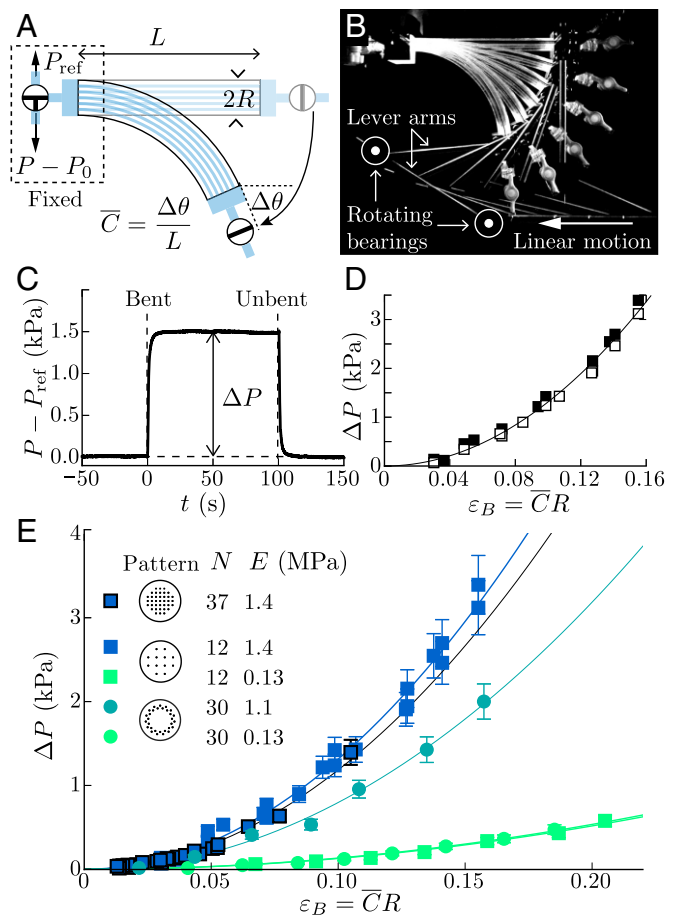 A
L
P_ref
2R
P − P_0
Fixed
Δθ
C̅ = Δθ / L
B
Lever arms
Rotating
bearings
Linear motion
C
Bent
Unbent
P − P_ref (kPa)
1.5
1.0
0.5
0.0
ΔP
−50
0
50
100
150
t (s)
D
ΔP (kPa)
3
2
1
0
0
0.04
0.08
0.12
0.16
ε_B = C̅R
E
Pattern N E (MPa)
37 1.4
12 1.4
12 0.13
30 1.1
30 0.13
ΔP (kPa)
4
3
2
1
0
0
0.05
0.10
0.15
0.20
ε_B = C̅R